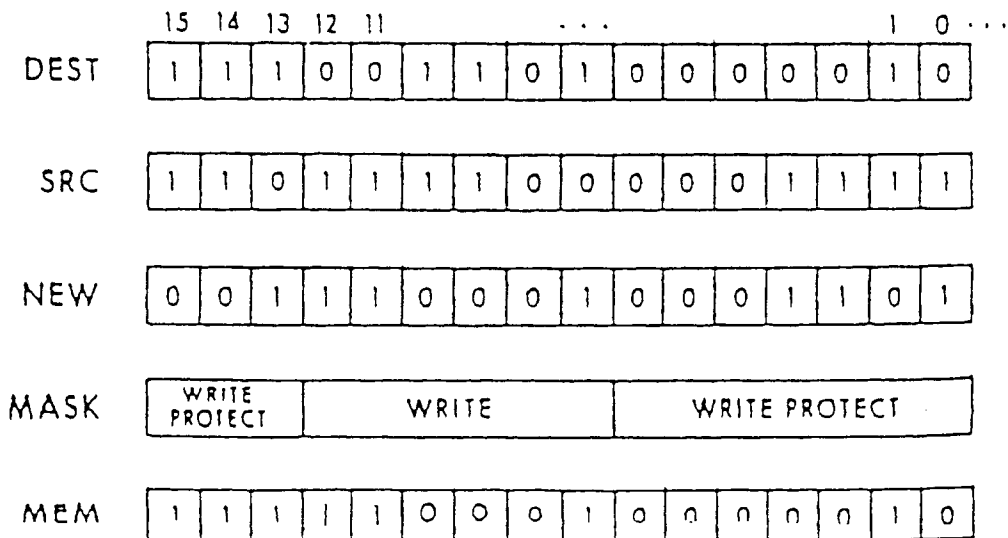 15 14 13 12 11 ... 1 0 ...
DEST 1 1 1 0 0 1 1 0 1 0 0 0 0 0 1 0
SRC 1 1 0 1 1 1 1 0 0 0 0 0 1 1 1 1
NEW 0 0 1 1 1 0 0 0 1 0 0 0 1 1 0 1
MASK WRITE PROTECT WRITE WRITE PROTECT
MEM 1 1 1 1 1 0 0 0 1 0 0 0 0 0 1 0